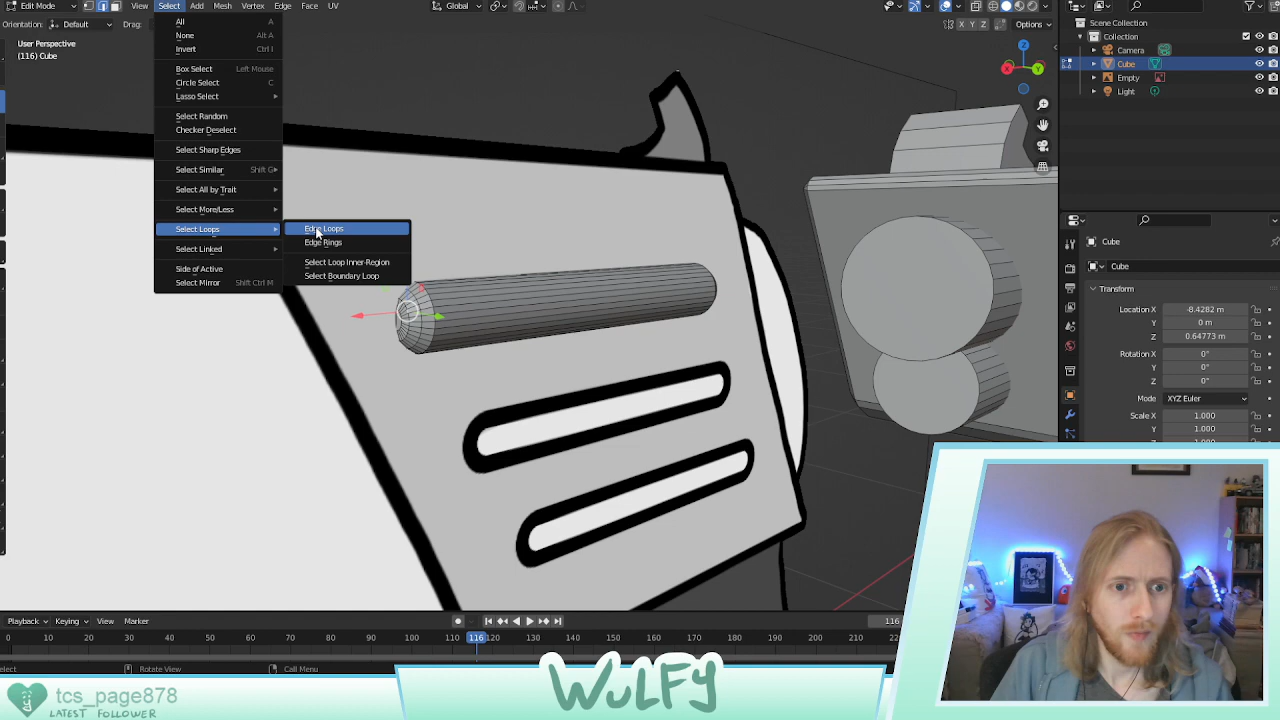 Edit Mode
View
Select
Add
Mesh
Vertex
Edge
Face
UV
Global
Orientation:
Default
Drag:
X Y Z
Options
User Perspective
(116) Cube
All A
None Alt A
Invert Ctrl I
Box Select Left Mouse
Circle Select C
Lasso Select
Select Random
Checker Deselect
Select Sharp Edges
Select Similar Shift G
Select All by Trait
Select More/Less
Select Loops
Select Linked
Side of Active
Select Mirror Shift Ctrl M
Edge Loops
Edge Rings
Select Loop Inner-Region
Select Boundary Loop
Z
X
Y
Scene Collection
Collection
Camera
Cube
Empty
Light
Cube
Cube
Transform
Location X -8.4282 m
Y 0 m
Z 0.64773 m
Rotation X 0°
Y 0°
Z 0°
Mode XYZ Euler
Scale X 1.000
Y 1.000
Playback
Keying
View
Marker
116
0 10 20 30 40 50 60 70 80 90 100 110 116 120 130 140 150 160 170 180 190 200 210
Rotate View
Call Menu
tcs_page878
LATEST FOLLOWER
WULFY